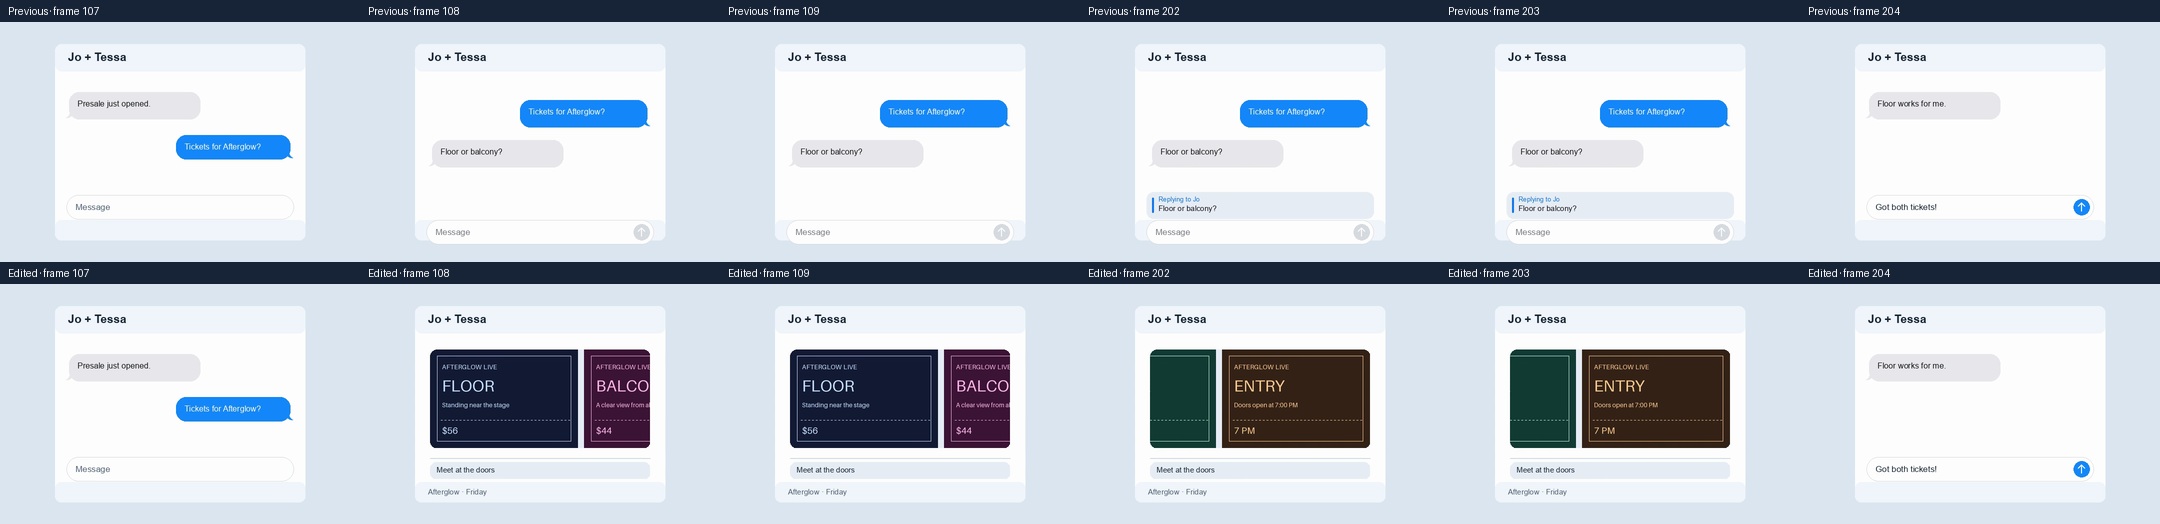 Previous · frame 107
Jo + Tessa
Presale just opened.
Tickets for Afterglow?
Message
Previous · frame 108
Jo + Tessa
Tickets for Afterglow?
Floor or balcony?
Message
Previous · frame 109
Jo + Tessa
Tickets for Afterglow?
Floor or balcony?
Message
Previous · frame 202
Jo + Tessa
Tickets for Afterglow?
Floor or balcony?
Replying to Jo
Floor or balcony?
Message
Previous · frame 203
Jo + Tessa
Tickets for Afterglow?
Floor or balcony?
Replying to Jo
Floor or balcony?
Message
Previous · frame 204
Jo + Tessa
Floor works for me.
Got both tickets!
Edited · frame 107
Jo + Tessa
Presale just opened.
Tickets for Afterglow?
Message
Edited · frame 108
Jo + Tessa
AFTERGLOW LIVE
FLOOR
Standing near the stage
$56
AFTERGLOW LIVE
BALCO
A clear view from a
$44
Meet at the doors
Afterglow · Friday
Edited · frame 109
Jo + Tessa
AFTERGLOW LIVE
FLOOR
Standing near the stage
$56
AFTERGLOW LIVE
BALCO
A clear view from a
$44
Meet at the doors
Afterglow · Friday
Edited · frame 202
Jo + Tessa
AFTERGLOW LIVE
ENTRY
Doors open at 7:00 PM
7 PM
Meet at the doors
Afterglow · Friday
Edited · frame 203
Jo + Tessa
AFTERGLOW LIVE
ENTRY
Doors open at 7:00 PM
7 PM
Meet at the doors
Afterglow · Friday
Edited · frame 204
Jo + Tessa
Floor works for me.
Got both tickets!